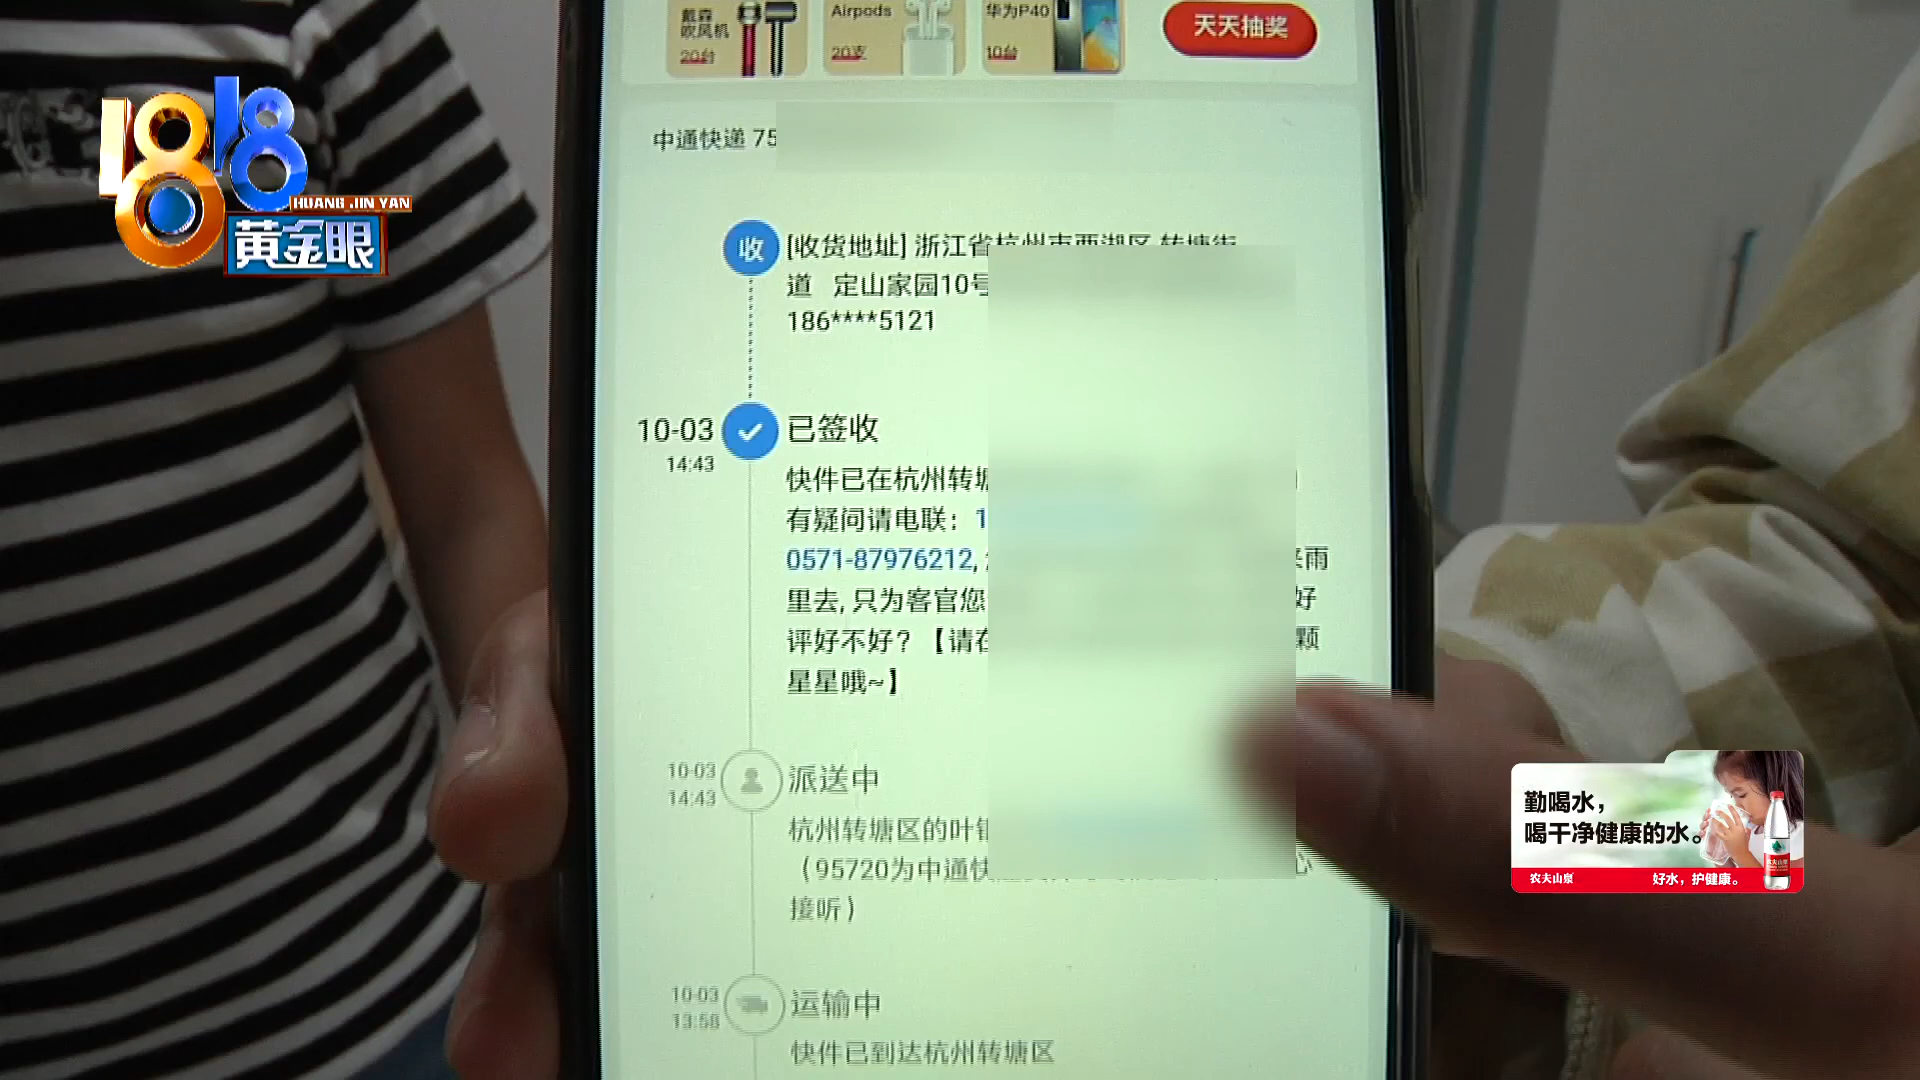 戴森
吹风机
20台
Airpods
20支
华为P40
10台
天天抽奖
1818
HUANG JIN YAN
黄金眼
中通快递 75
收
[收货地址] 浙江省杭州市西湖区 转塘街
道 定山家园10号
186****5121
10-03
14:43
已签收
快件已在杭州转塘
有疑问请电联：1
0571-87976212,
来雨
里去, 只为客官您
好
评好不好？【请在
颗
星星哦~】
10-03
14:43
派送中
杭州转塘区的叶
（95720为中通快
心
接听）
10-03
13:58
运输中
快件已到达杭州转塘区
勤喝水，
喝干净健康的水。
农夫山泉
好水，护健康。